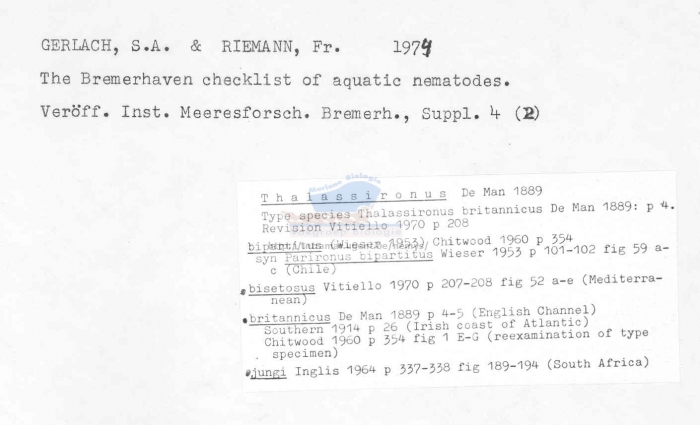 GERLACH, S.A. & RIEMANN, Fr. 1974
The Bremerhaven checklist of aquatic nematodes.
Veröff. Inst. Meeresforsch. Bremerh., Suppl. 4 (2)
Thalassironus De Man 1889
Type species Thalassironus britannicus De Man 1889: p 4.
Revision Vitiello 1970 p 208
bipartitus (Wieser 1953) Chitwood 1960 p 354
syn Parironus bipartitus Wieser 1953 p 101-102 fig 59 a-
c (Chile)
bisetosus Vitiello 1970 p 207-208 fig 52 a-e (Mediterra-
nean)
britannicus De Man 1889 p 4-5 (English Channel)
Southern 1914 p 26 (Irish coast of Atlantic)
Chitwood 1960 p 354 fig 1 E-G (reexamination of type
specimen)
jungi Inglis 1964 p 337-338 fig 189-194 (South Africa)